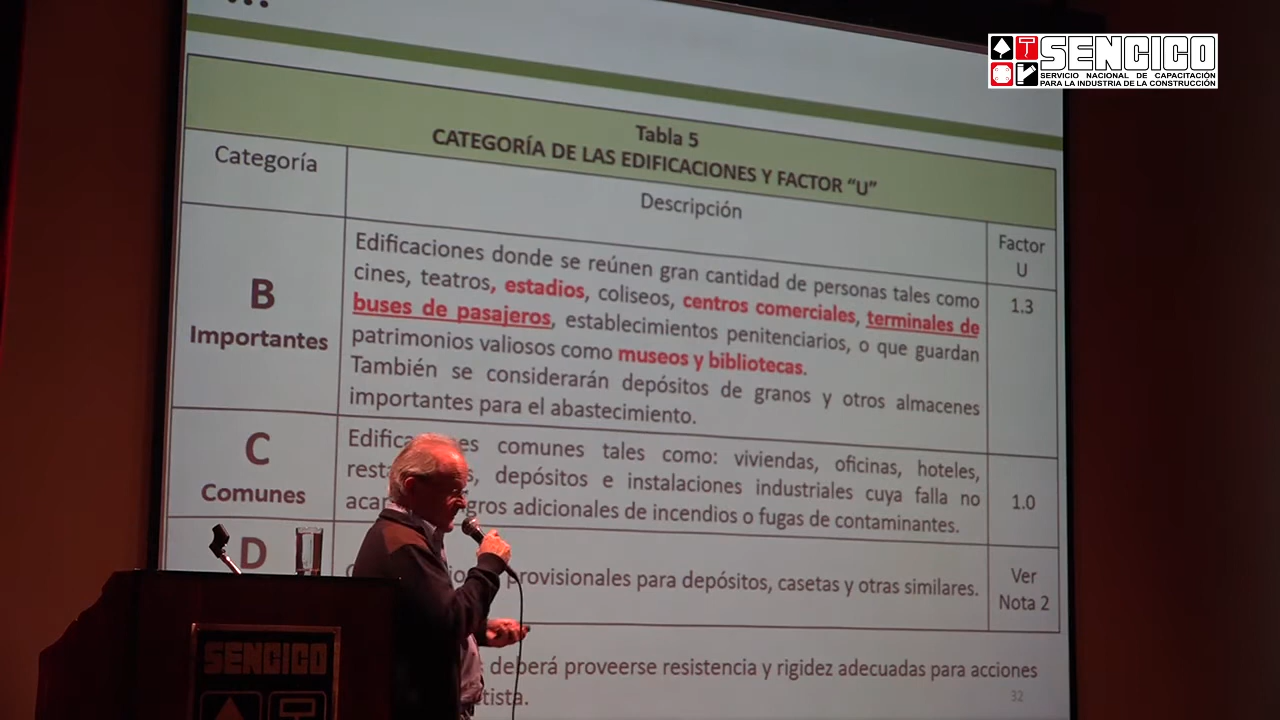 SENCICO
SERVICIO NACIONAL DE CAPACITACIÓN
PARA LA INDUSTRIA DE LA CONSTRUCCIÓN
Tabla 5
CATEGORÍA DE LAS EDIFICACIONES Y FACTOR “U”
Categoría
Descripción
Factor
U
B
Importantes
Edificaciones donde se reúnen gran cantidad de personas tales como
cines, teatros, estadios, coliseos, centros comerciales, terminales de
buses de pasajeros, establecimientos penitenciarios, o que guardan
patrimonios valiosos como museos y bibliotecas.
También se considerarán depósitos de granos y otros almacenes
importantes para el abastecimiento.
1.3
C
Comunes
comunes tales como: viviendas, oficinas, hoteles,
depósitos e instalaciones industriales cuya falla no
adicionales de incendios o fugas de contaminantes.
1.0
D
provisionales para depósitos, casetas y otras similares.
Ver
Nota 2
deberá proveerse resistencia y rigidez adecuadas para acciones
32
SENCICO